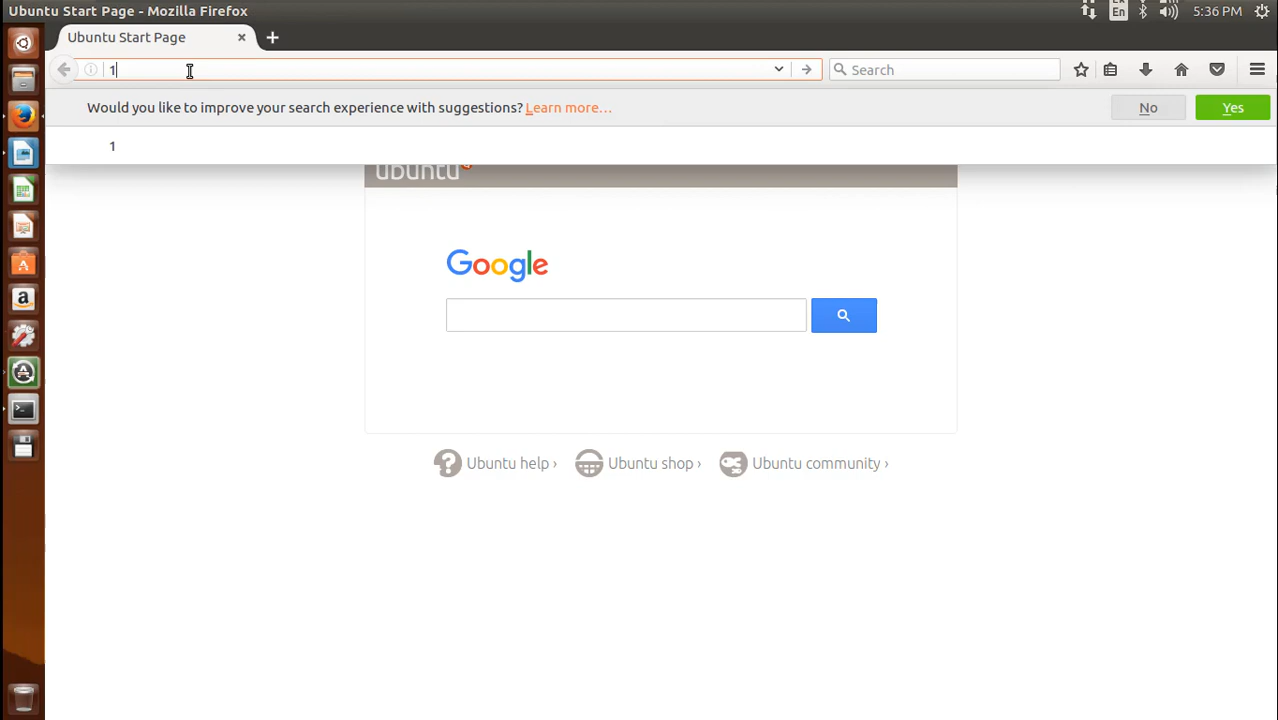 Ubuntu Start Page - Mozilla Firefox
En
5:36 PM
Ubuntu Start Page
1
Search
Would you like to improve your search experience with suggestions? Learn more…
No
Yes
1
ubuntu
Google
Ubuntu help ›
Ubuntu shop ›
Ubuntu community ›